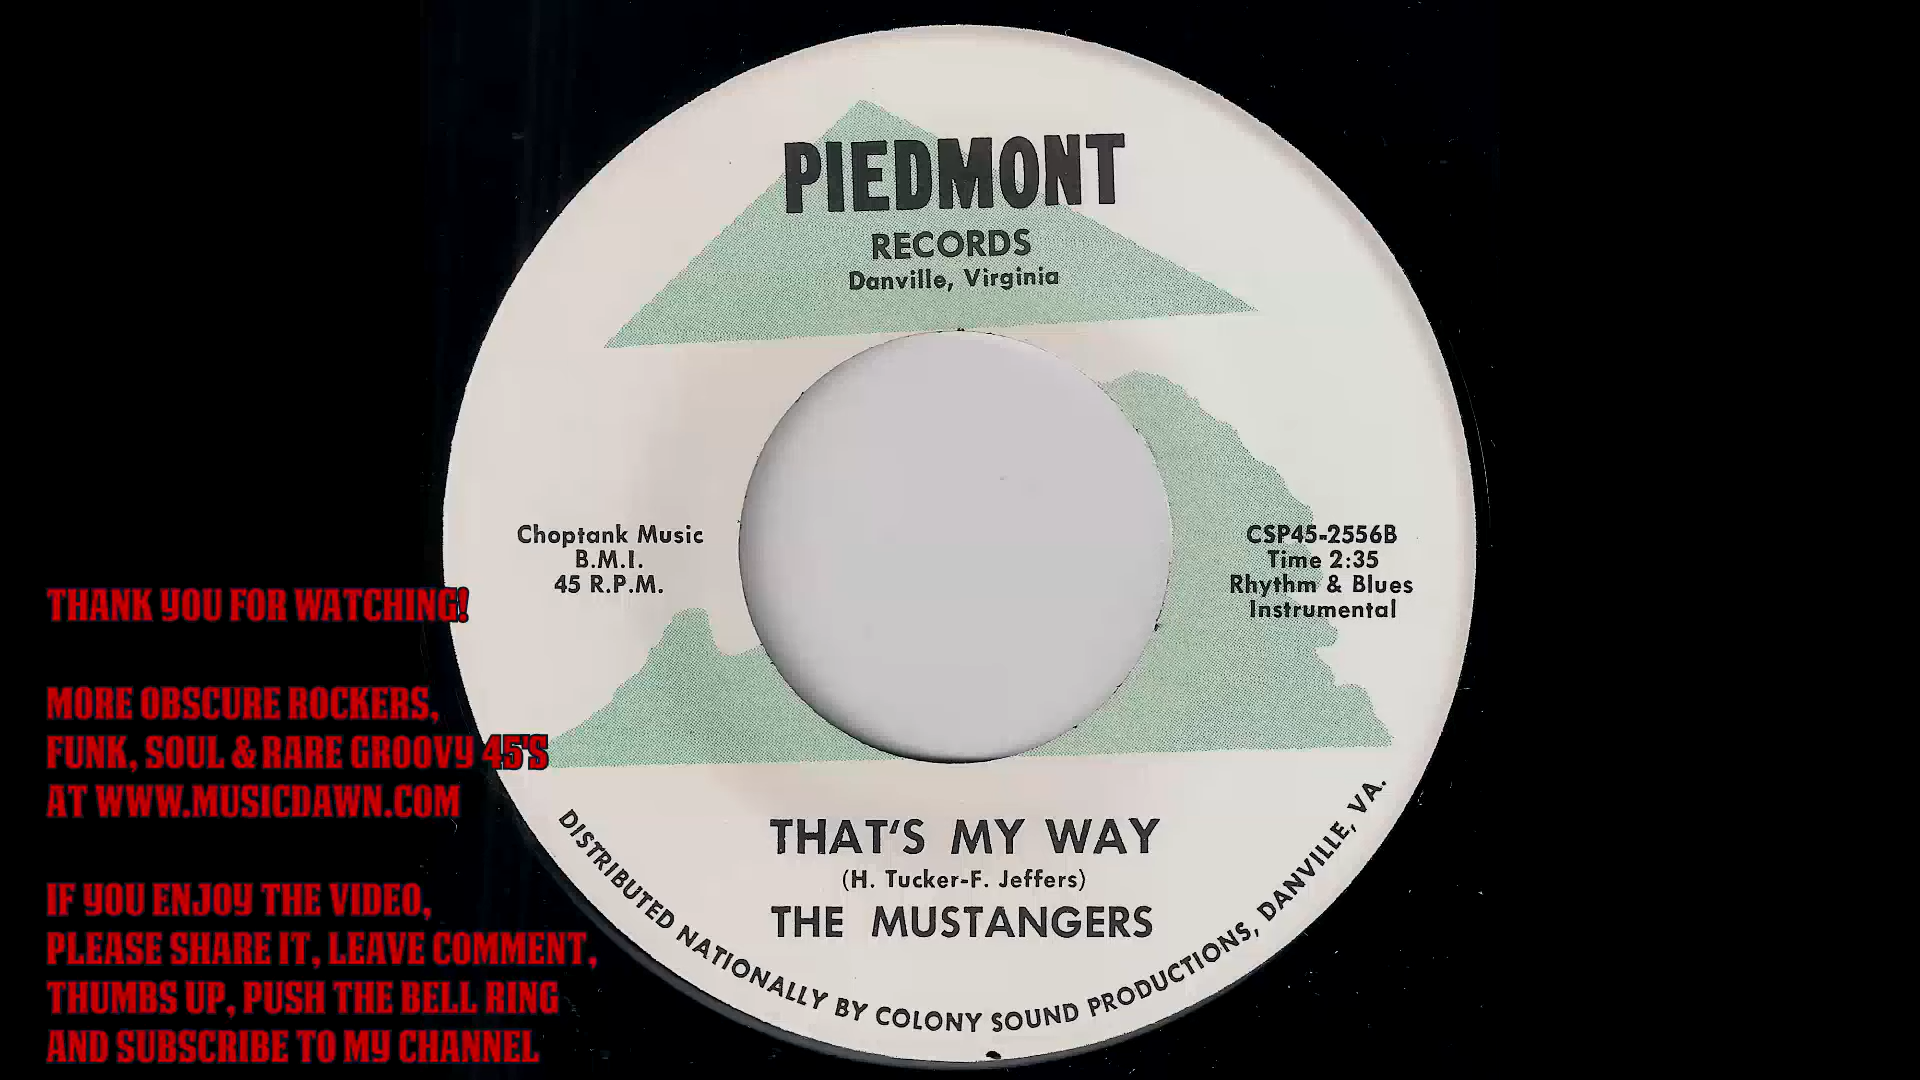 PIEDMONT
RECORDS
Danville, Virginia
Choptank Music
B.M.I.
45 R.P.M.
CSP45-2556B
Time 2:35
Rhythm & Blues
Instrumental
THAT'S MY WAY
(H. Tucker-F. Jeffers)
THE MUSTANGERS
DISTRIBUTED NATIONALLY BY COLONY SOUND PRODUCTIONS, DANVILLE, VA.
THANK YOU FOR WATCHING!
MORE OBSCURE ROCKERS,
FUNK, SOUL & RARE GROOVY 45'S
AT WWW.MUSICDAWN.COM
IF YOU ENJOY THE VIDEO,
PLEASE SHARE IT, LEAVE COMMENT,
THUMBS UP, PUSH THE BELL RING
AND SUBSCRIBE TO MY CHANNEL